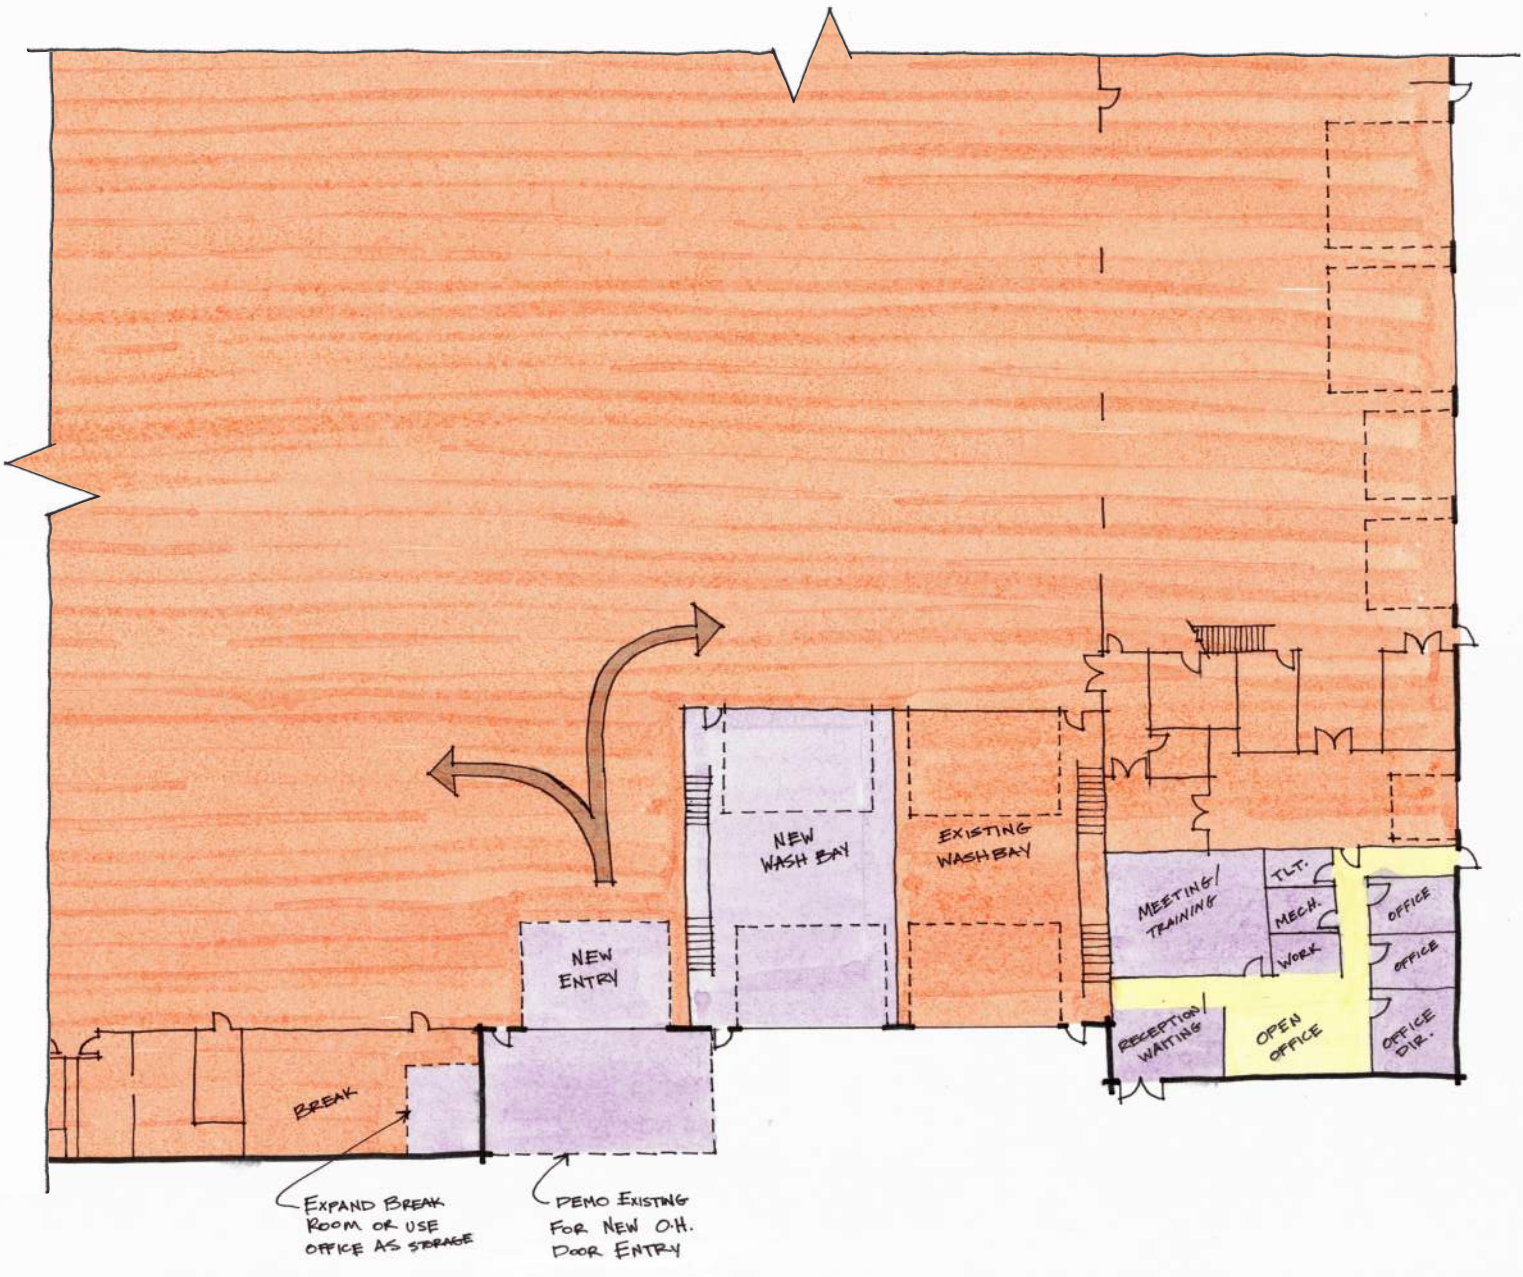 NEW
WASH BAY
EXISTING
WASH BAY
MEETING/
TRAINING
TLT.
MECH.
WORK
OFFICE
OFFICE
OFFICE
DIR.
NEW
ENTRY
RECEPTION/
WAITING
OPEN
OFFICE
BREAK
EXPAND BREAK
ROOM OR USE
OFFICE AS STORAGE
DEMO EXISTING
FOR NEW O.H.
DOOR ENTRY